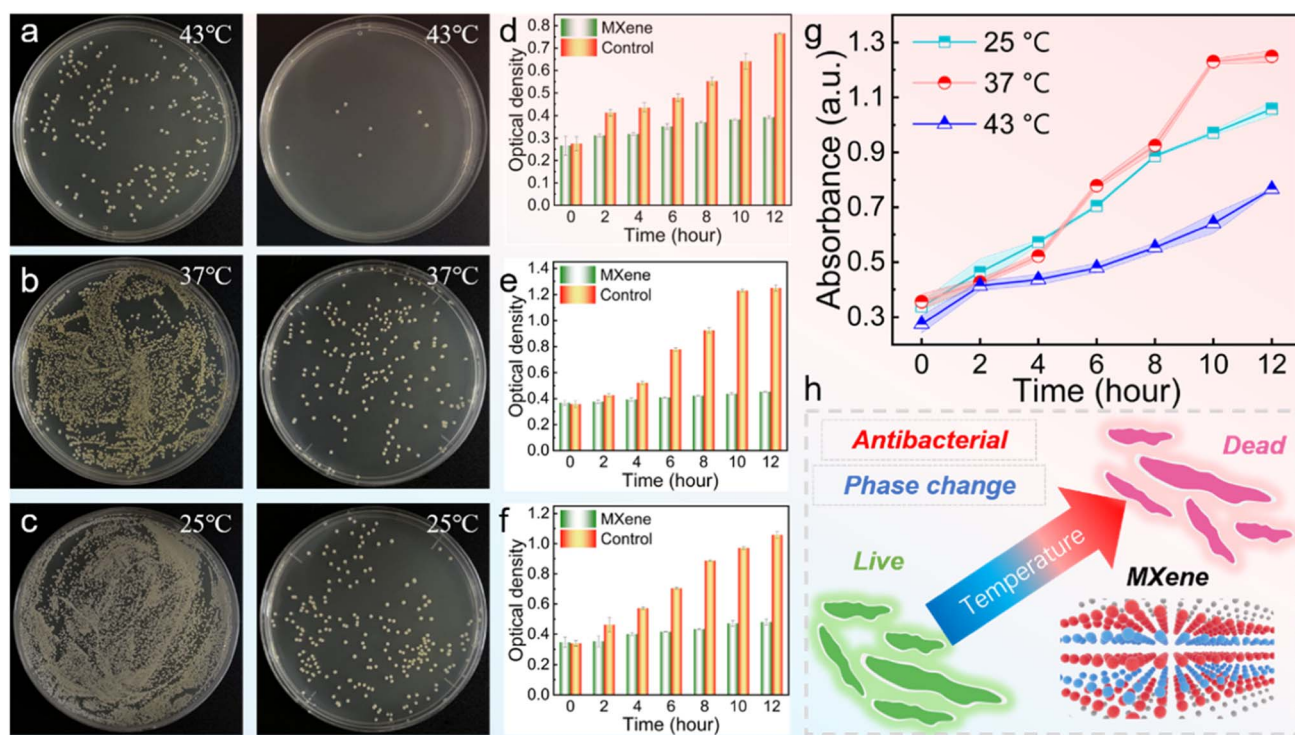 a
43℃
43℃
b
37℃
37℃
c
25℃
25℃
d
MXene
Control
Optical density
0.8
0.7
0.6
0.5
0.4
0.3
0.2
0.1
0.0
0 2 4 6 8 10 12
Time (hour)
e
MXene
Control
Optical density
1.4
1.2
1.0
0.8
0.6
0.4
0.2
0.0
0 2 4 6 8 10 12
Time (hour)
f
MXene
Control
Optical density
1.2
1.0
0.8
0.6
0.4
0.2
0.0
0 2 4 6 8 10 12
Time (hour)
g
25 °C
37 °C
43 °C
Absorbance (a.u.)
1.3
1.1
0.9
0.7
0.5
0.3
0 2 4 6 8 10 12
Time (hour)
h
Antibacterial
Phase change
Dead
Live
Temperature
MXene